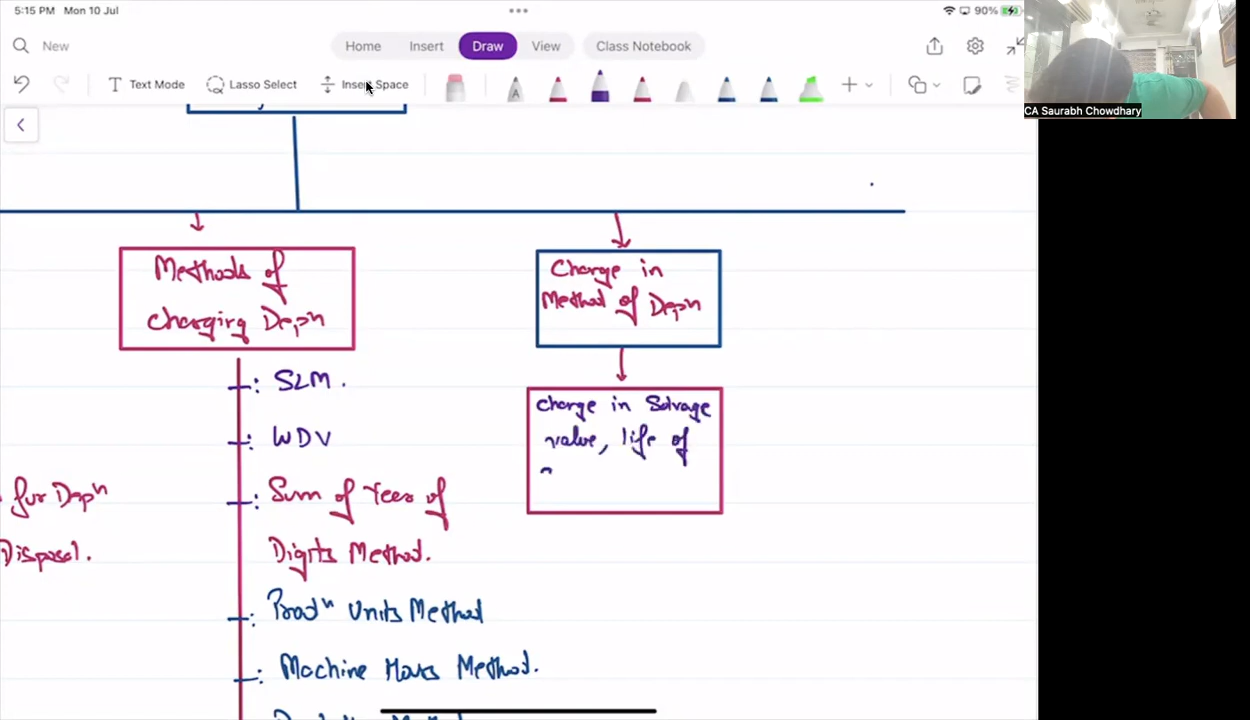 5:15 PM Mon 10 Jul
90%
New
Home
Insert
Draw
View
Class Notebook
Text Mode
Lasso Select
Insert Space
A
CA Saurabh Chowdhary
Methods of
Charging Depn
SLM.
WDV
Sum of Years of
Digits Method.
Prodn Units Method
Machine Hours Method.
Change in
Method of Depn
Change in Salvage
value, life of
for Depn
Disposal.